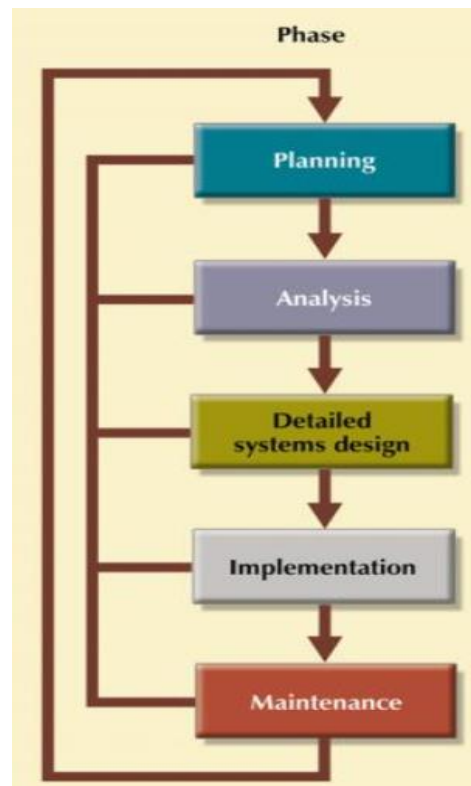 Phase
Planning
Analysis
Detailed
systems design
Implementation
Maintenance